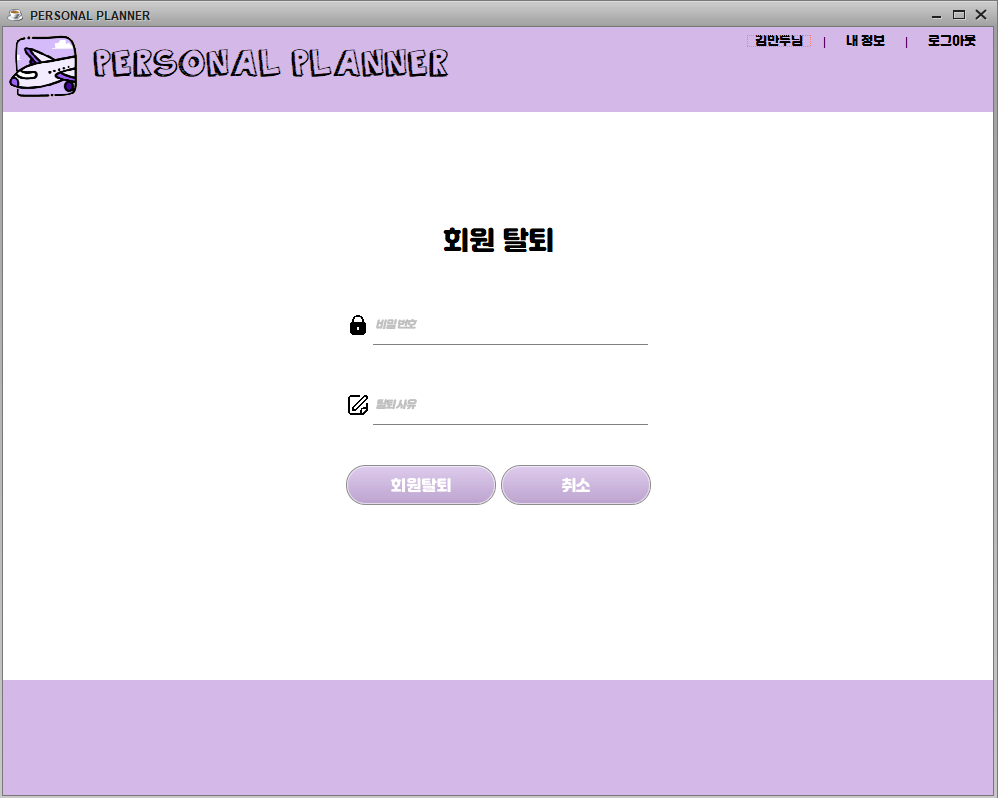 PERSONAL PLANNER
PERSONAL PLANNER
김만두님 | 내 정보 | 로그아웃
회원 탈퇴
비밀번호
탈퇴사유
회원탈퇴 취소